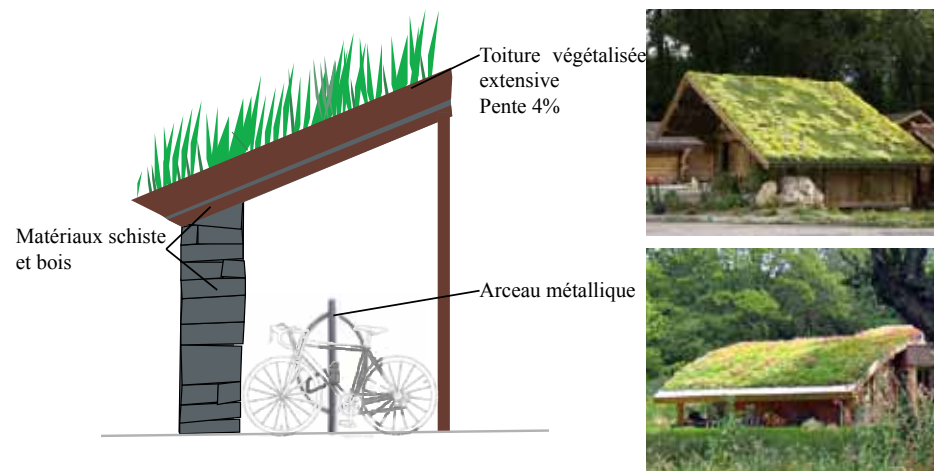 Toiture végétalisée
extensive
Pente 4%
Matériaux schiste
et bois
Arceau métallique